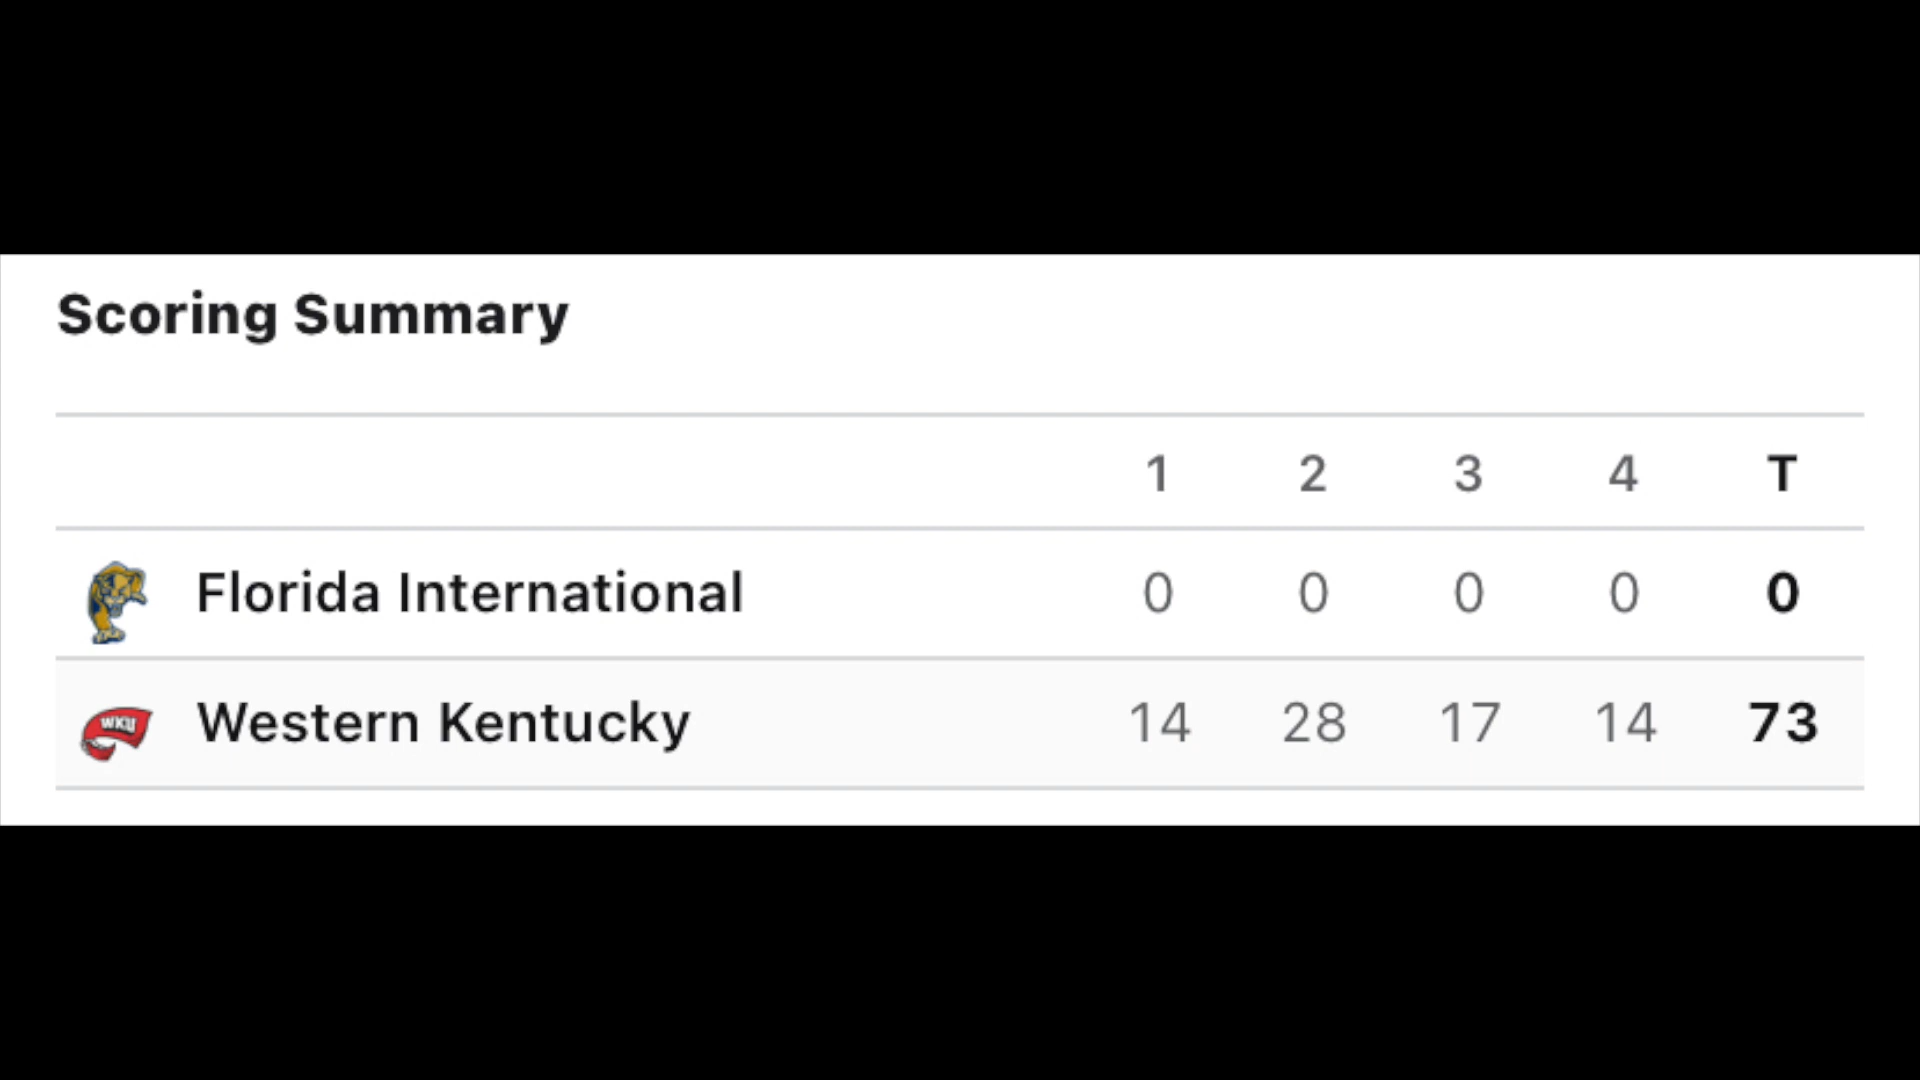 Scoring Summary
1 2 3 4 T
Florida International 0 0 0 0 0
WKU Western Kentucky 14 28 17 14 73